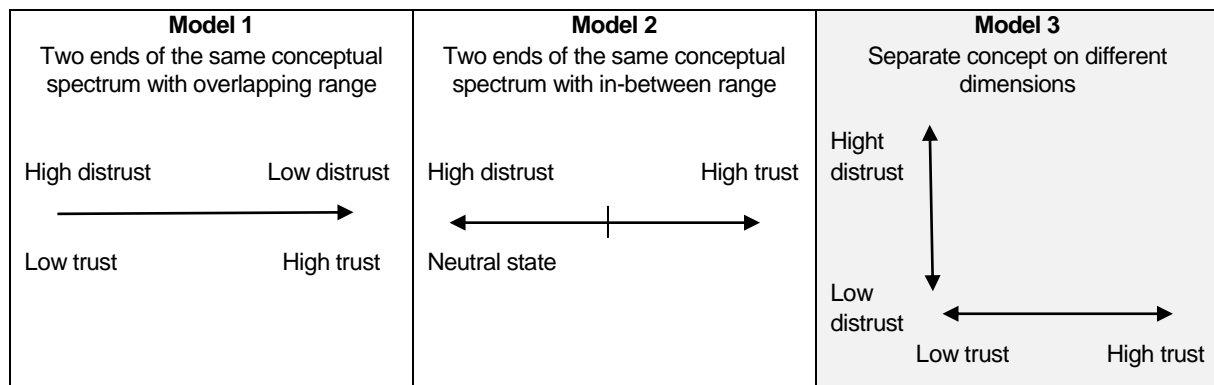 Model 1
Two ends of the same conceptual
spectrum with overlapping range
High distrust Low distrust
Low trust High trust
Model 2
Two ends of the same conceptual
spectrum with in-between range
High distrust High trust
Neutral state
Model 3
Separate concept on different
dimensions
Hight
distrust
Low
distrust
Low trust High trust